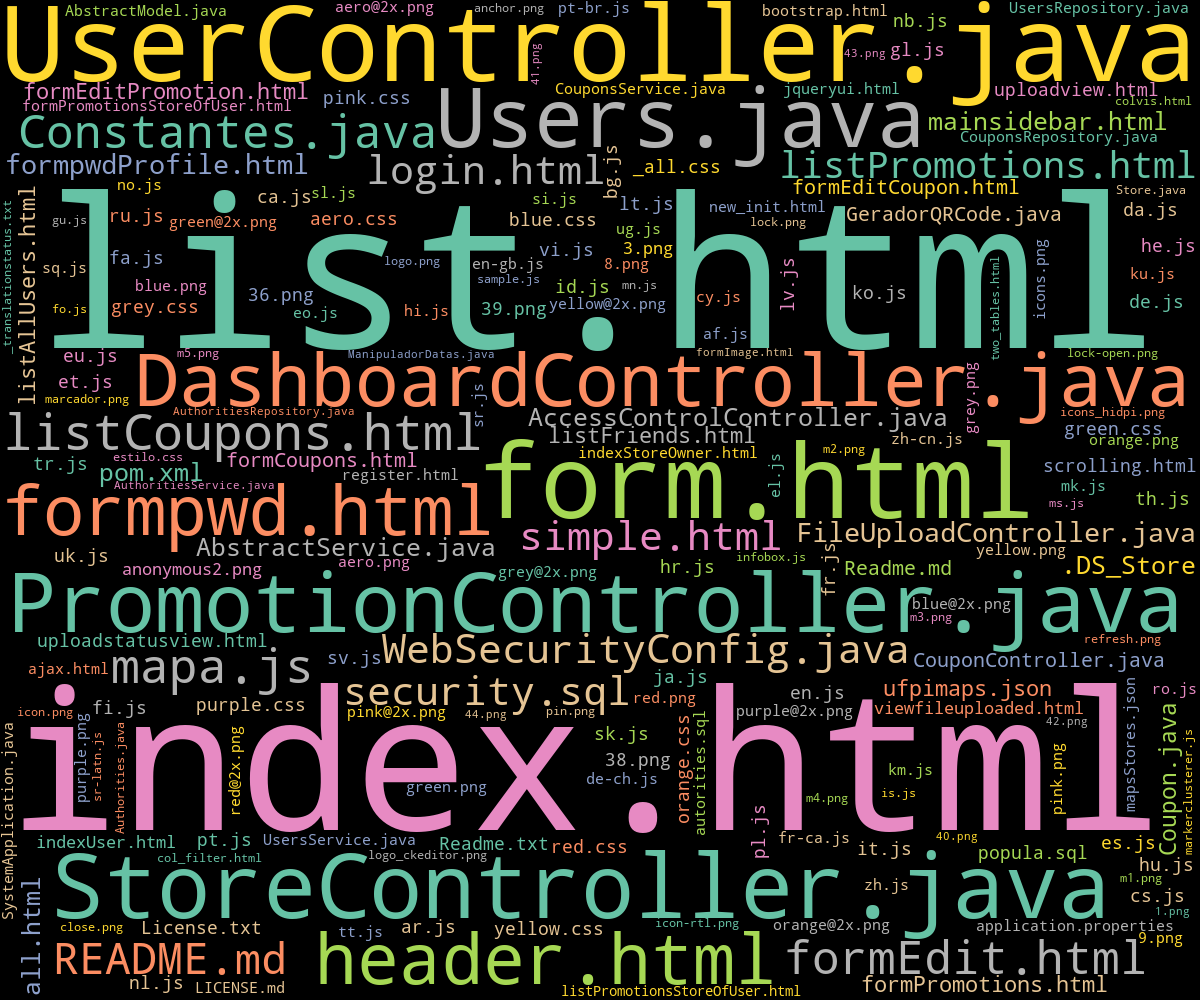 AbstractModel.java
aero@2x.png
anchor.png
pt-br.js
bootstrap.html
UsersRepository.java
UserController.java
nb.js
gl.js
43.png
41.png
formEditPromotion.html
formPromotionsStoreOfUser.html
pink.css
CouponsService.java
jqueryui.html
uploadview.html
colvis.html
Constantes.java
Users.java
mainsidebar.html
CouponsRepository.java
formpwdProfile.html
login.html
bg.js
_all.css
listPromotions.html
_translationstatus.txt
listAllUsers.html
no.js
ca.js
sl.js
si.js
lt.js
formEditCoupon.html
Store.java
gu.js
ru.js
green@2x.png
aero.css
blue.css
ug.js
new_init.html
lock.png
GeradorQRCode.java
da.js
list.html
sq.js
fa.js
logo.png
en-gb.js
vi.js
3.png
8.png
lv.js
two_tables.html
icons.png
he.js
blue.png
36.png
sample.js
id.js
mn.js
cy.js
ko.js
ku.js
fo.js
grey.css
eo.js
hi.js
39.png
yellow@2x.png
af.js
de.js
eu.js
m5.png
ManipuladorDatas.java
formImage.html
lock-open.png
et.js
marcador.png
DashboardController.java
sr.js
grey.png
AuthoritiesRepository.java
AccessControlController.java
icons_hidpi.png
listCoupons.html
listFriends.html
zh-cn.js
green.css
tr.js
estilo.css
formCoupons.html
indexStoreOwner.html
m2.png
orange.png
pom.xml
register.html
form.html
el.js
scrolling.html
AuthoritiesService.java
mk.js
formpwd.html
ms.js
th.js
simple.html
FileUploadController.java
uk.js
AbstractService.java
infobox.js
fr.js
yellow.png
anonymous2.png
aero.png
grey@2x.png
hr.js
Readme.md
.DS_Store
PromotionController.java
blue@2x.png
m3.png
uploadstatusview.html
refresh.png
ajax.html
mapa.js
sv.js
WebSecurityConfig.java
CouponController.java
security.sql
ja.js
en.js
ufpimaps.json
ro.js
icon.png
fi.js
purple.css
pink@2x.png
44.png
pin.png
red.png
purple@2x.png
viewfileuploaded.html
42.png
mapsStores.json
index.html
SystemApplication.java
purple.png
sr-latn.js
Authorities.java
red@2x.png
sk.js
38.png
orange.css
autorities.sql
pink.png
Coupon.java
markerclusterer.js
green.png
de-ch.js
km.js
m4.png
is.js
pl.js
indexUser.html
pt.js
UsersService.java
Readme.txt
red.css
fr-ca.js
40.png
es.js
col_filter.html
logo_ckeditor.png
it.js
popula.sql
hu.js
StoreController.java
zh.js
m1.png
cs.js
all.html
1.png
close.png
License.txt
tt.js
ar.js
yellow.css
icon-rtl.png
orange@2x.png
application.properties
9.png
README.md
header.html
formEdit.html
nl.js
LICENSE.md
listPromotionsStoreOfUser.html
formPromotions.html